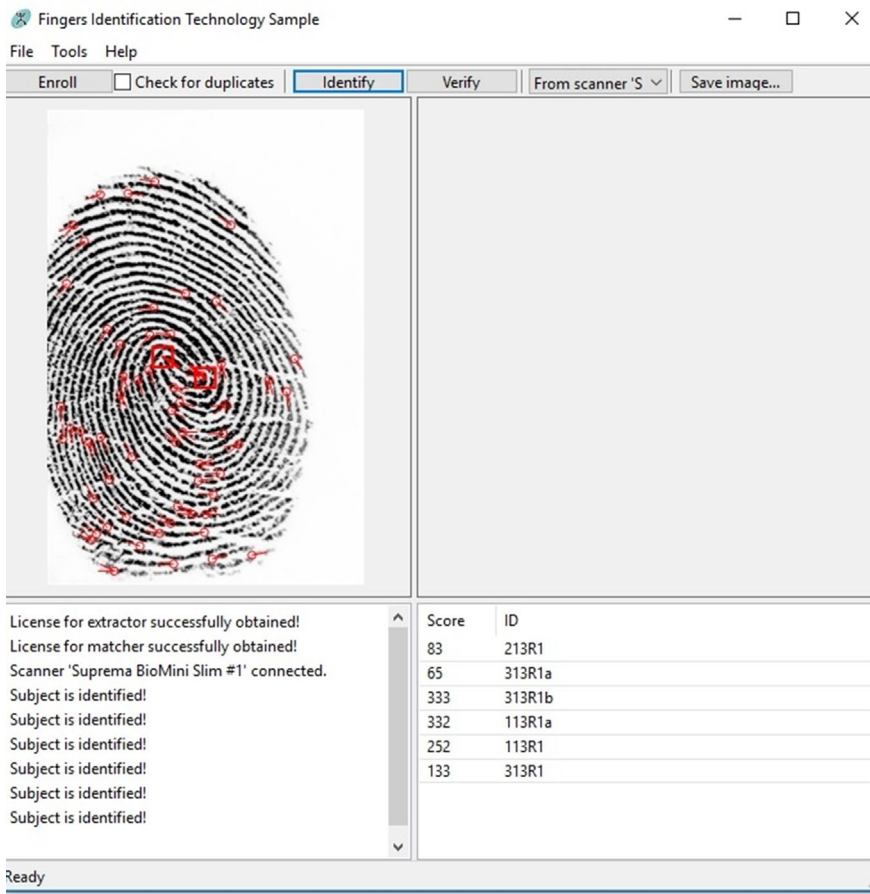 Fingers Identification Technology Sample
File Tools Help
Enroll Check for duplicates Identify Verify From scanner 'S Save image...
License for extractor successfully obtained!
License for matcher successfully obtained!
Scanner 'Suprema BioMini Slim #1' connected.
Subject is identified!
Subject is identified!
Subject is identified!
Subject is identified!
Subject is identified!
Subject is identified!
Score ID
83 213R1
65 313R1a
333 313R1b
332 113R1a
252 113R1
133 313R1
Ready